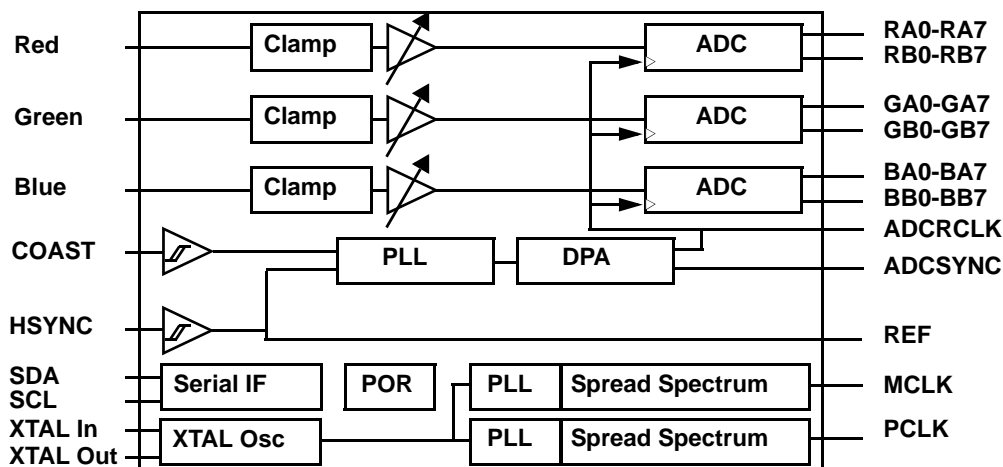 Red
Clamp
ADC
RA0-RA7
RB0-RB7
Green
Clamp
ADC
GA0-GA7
GB0-GB7
Blue
Clamp
ADC
BA0-BA7
BB0-BB7
ADCRCLK
COAST
PLL
DPA
ADCSYNC
HSYNC
REF
SDA
SCL
Serial IF
POR
PLL
Spread Spectrum
MCLK
XTAL In
XTAL Out
XTAL Osc
PLL
Spread Spectrum
PCLK